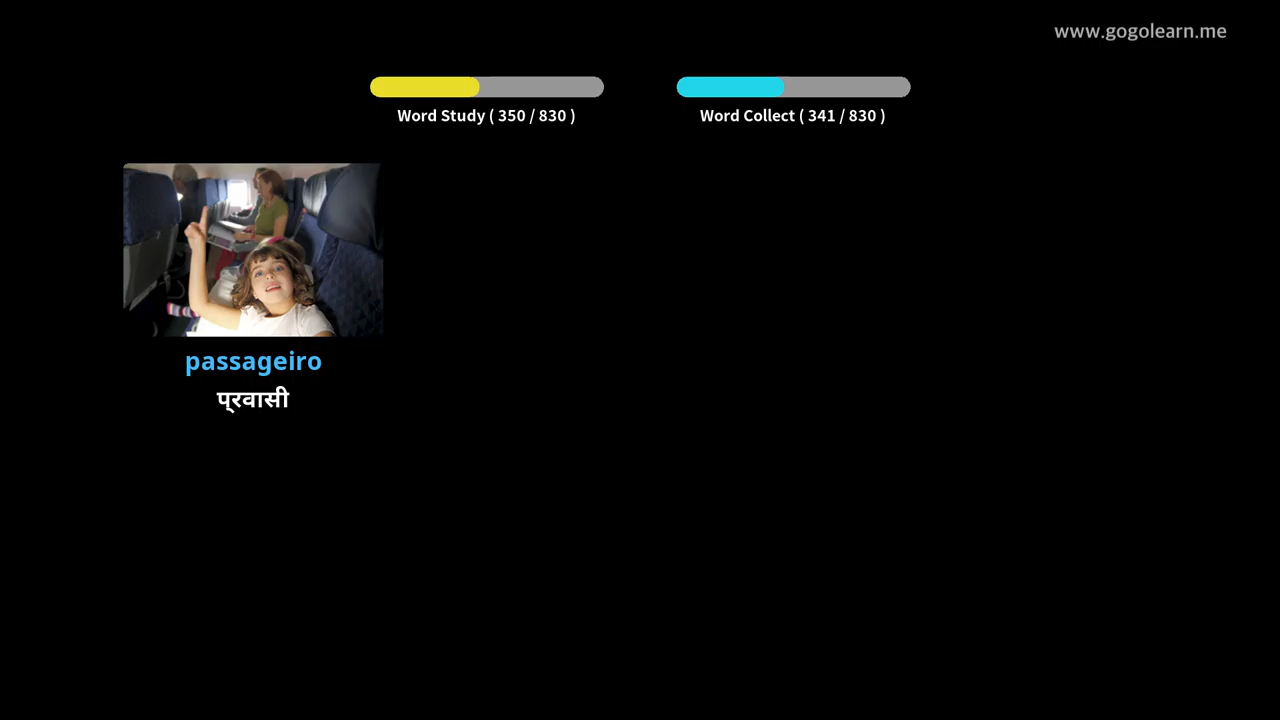 www.gogolearn.me
Word Study ( 350 / 830 )
Word Collect ( 341 / 830 )
passageiro
प्रवासी